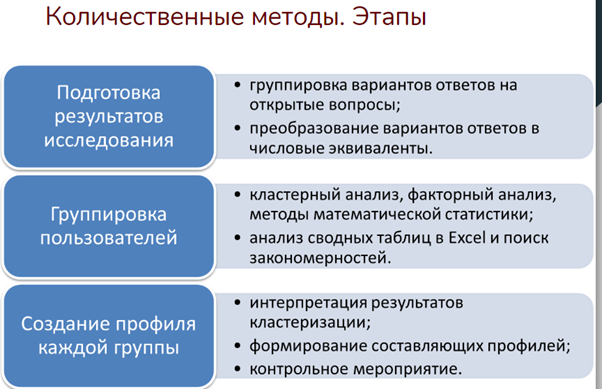 Количественные методы. Этапы
Подготовка
результатов
исследования
• группировка вариантов ответов на
открытые вопросы;
• преобразование вариантов ответов в
числовые эквиваленты.
Группировка
пользователей
• кластерный анализ, факторный анализ,
методы математической статистики;
• анализ сводных таблиц в Excel и поиск
закономерностей.
Создание профиля
каждой группы
• интерпретация результатов
кластеризации;
• формирование составляющих профилей;
• контрольное мероприятие.